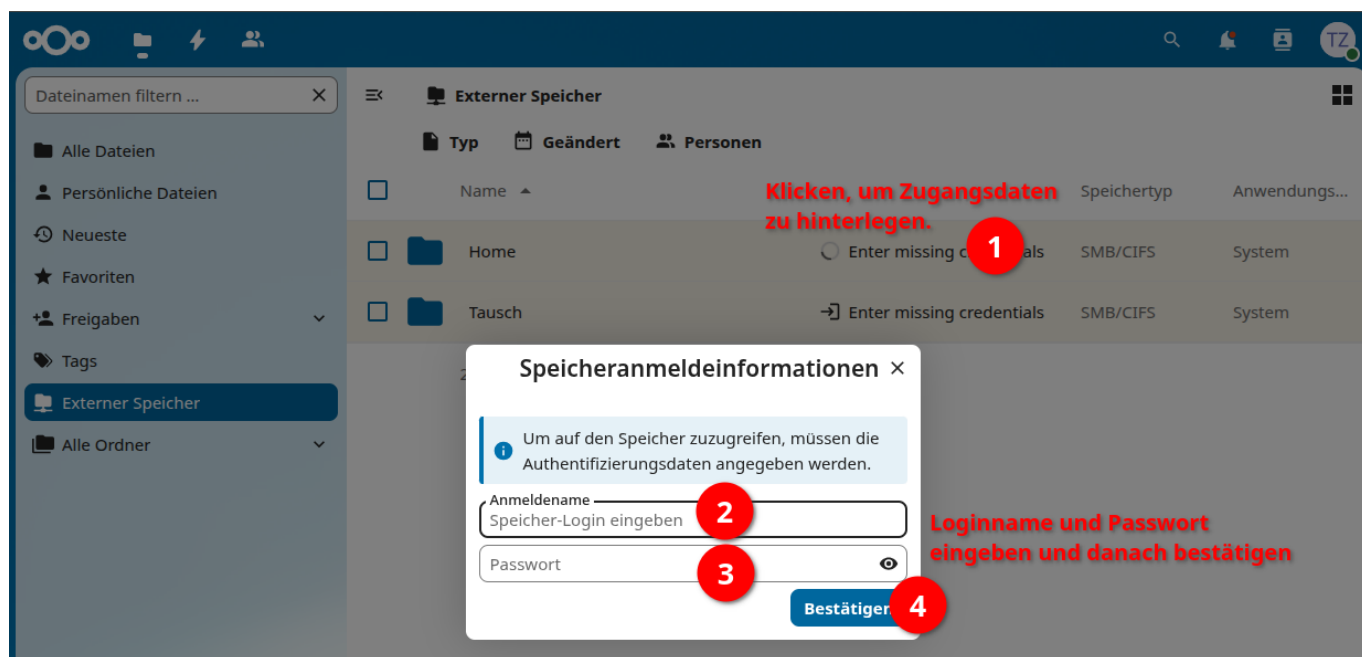 TZ
Dateinamen filtern ...
Externer Speicher
Typ Geändert Personen
Alle Dateien
Persönliche Dateien
Neueste
Favoriten
Freigaben
Tags
Externer Speicher
Alle Ordner
Name Speichertyp Anwendungs...
Klicken, um Zugangsdaten
zu hinterlegen.
1
Home Enter missing c als SMB/CIFS System
Tausch Enter missing credentials SMB/CIFS System
Speicheranmeldeinformationen
Um auf den Speicher zuzugreifen, müssen die
Authentifizierungsdaten angegeben werden.
Anmeldename
Speicher-Login eingeben
2
Passwort
3
Loginname und Passwort
eingeben und danach bestätigen
Bestätigen
4